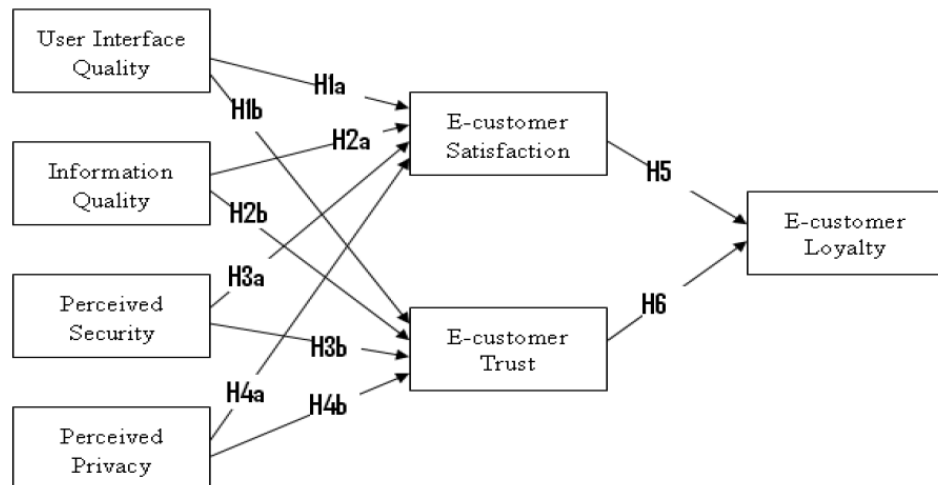 User Interface
Quality
H1a
H1b
E-customer
Satisfaction
H2a
Information
Quality
H2b
H5
E-customer
Loyalty
H3a
Perceived
Security
H3b
E-customer
Trust
H6
H4a
H4b
Perceived
Privacy